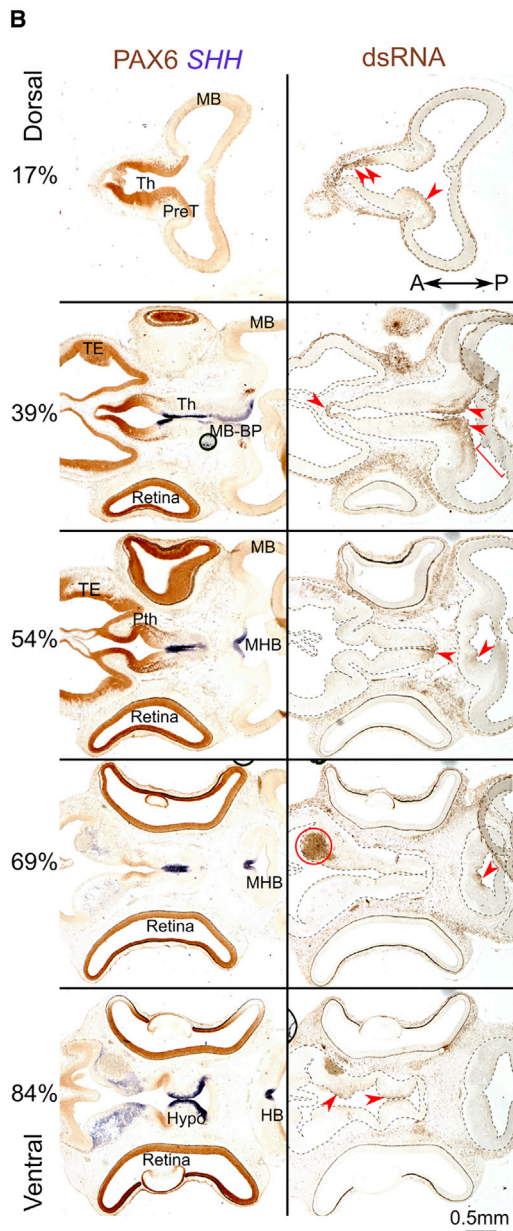 B
PAX6 SHH
dsRNA
Dorsal
17%
MB
Th
PreT
A P
39%
TE
MB
Th
MB-BP
Retina
54%
TE
MB
Pth
MHB
Retina
69%
MHB
Retina
84%
Hypo
HB
Retina
Ventral
0.5mm